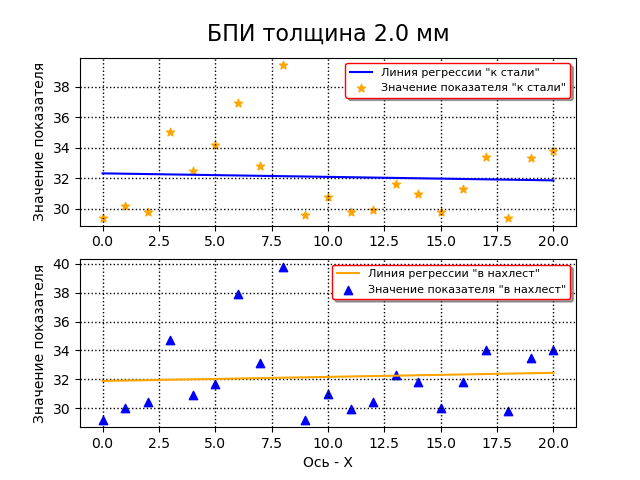 БПИ толщина 2.0 мм
Значение показателя
38
36
34
32
30
Линия регрессии "к стали"
Значение показателя "к стали"
0.0 2.5 5.0 7.5 10.0 12.5 15.0 17.5 20.0
Значение показателя
40
38
36
34
32
30
Линия регрессии "в нахлест"
Значение показателя "в нахлест"
0.0 2.5 5.0 7.5 10.0 12.5 15.0 17.5 20.0
Ось - X